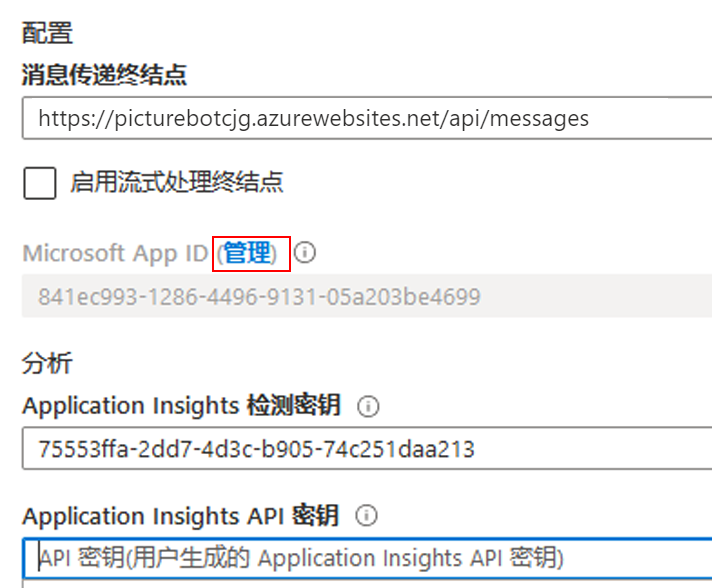 配置
消息传递终结点
https://picturebotcjg.azurewebsites.net/api/messages
启用流式处理终结点
Microsoft App ID (管理)
841ec993-1286-4496-9131-05a203be4699
分析
Application Insights 检测密钥
75553ffa-2dd7-4d3c-b905-74c251daa213
Application Insights API 密钥
API 密钥(用户生成的 Application Insights API 密钥)